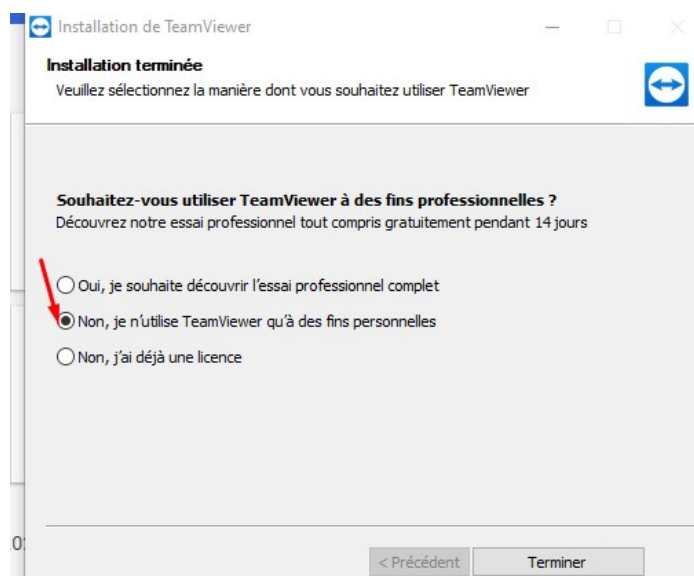 Installation de TeamViewer
Installation terminée
Veuillez sélectionnez la manière dont vous souhaitez utiliser TeamViewer
Souhaitez-vous utiliser TeamViewer à des fins professionnelles ?
Découvrez notre essai professionnel tout compris gratuitement pendant 14 jours
Oui, je souhaite découvrir l'essai professionnel complet
Non, je n'utilise TeamViewer qu'à des fins personnelles
Non, j'ai déjà une licence
< Précédent
Terminer